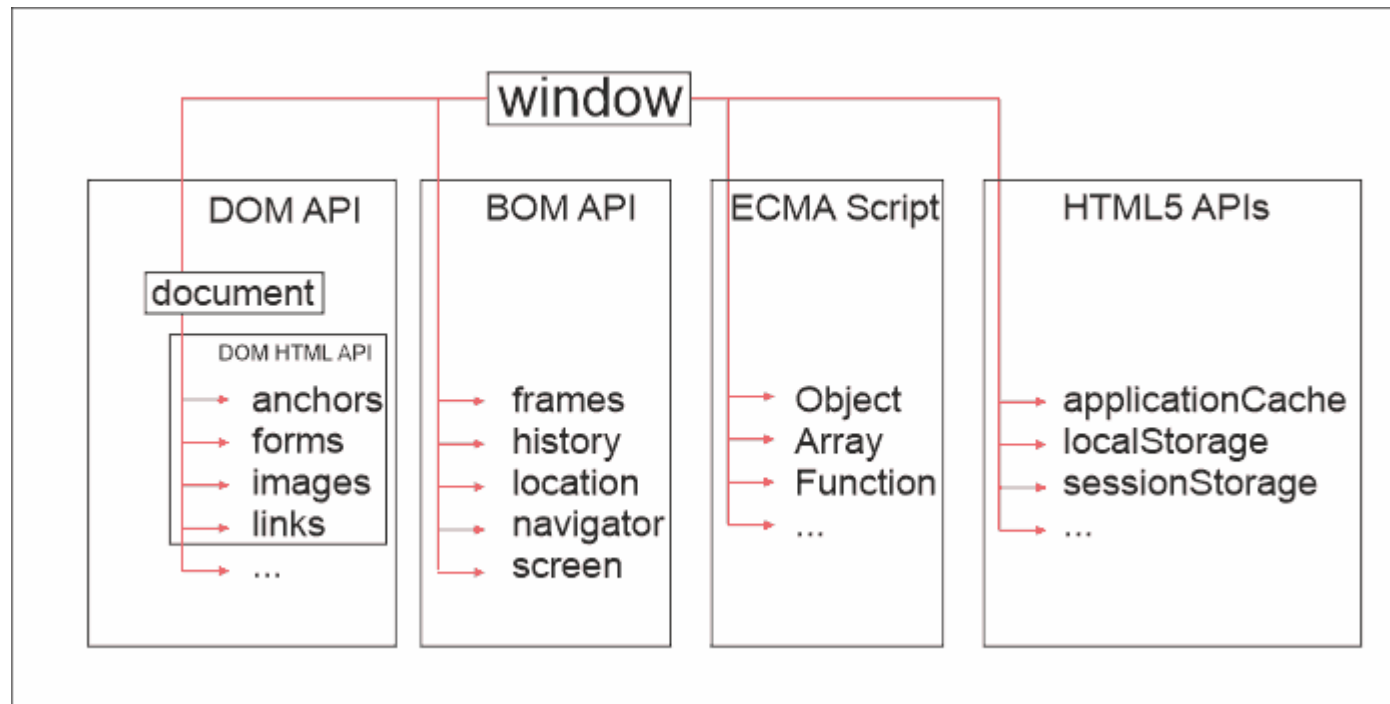 window
DOM API
document
DOM HTML API
anchors
forms
images
links
...
BOM API
frames
history
location
navigator
screen
ECMA Script
Object
Array
Function
...
HTML5 APIs
applicationCache
localStorage
sessionStorage
...